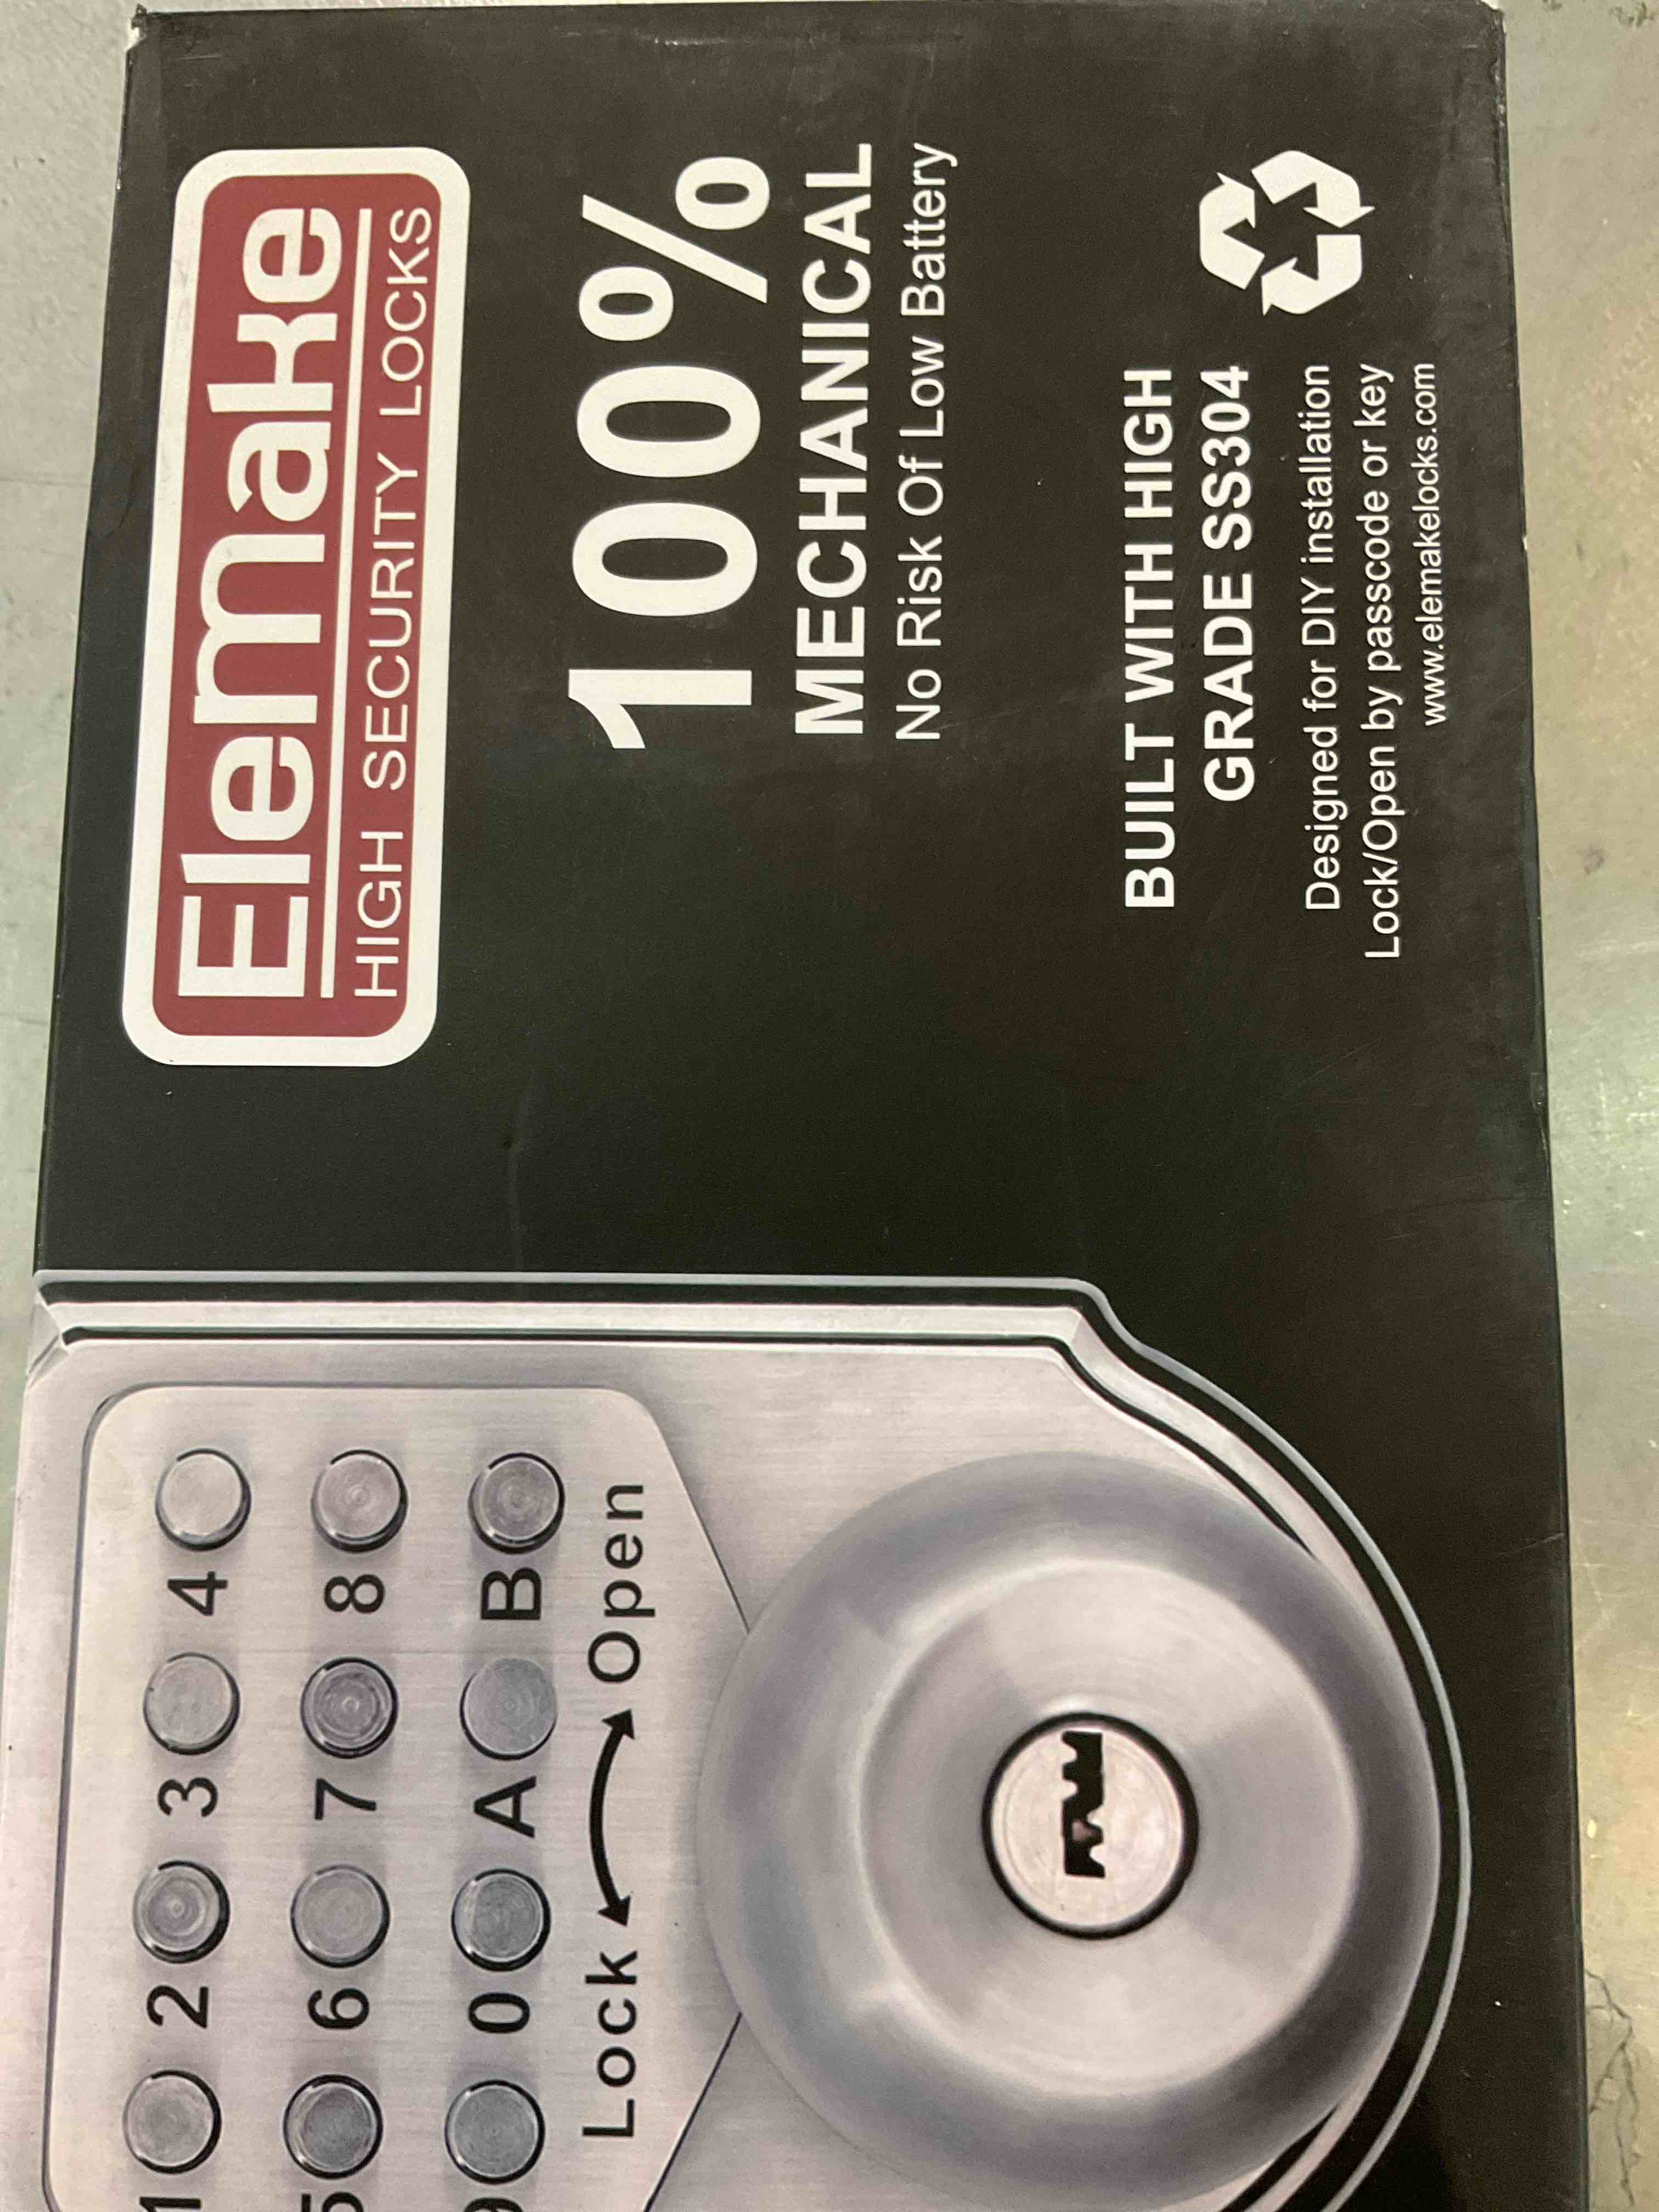 Elemake
HIGH SECURITY LOCKS
100%
MECHANICAL
No Risk Of Low Battery
BUILT WITH HIGH
GRADE SS304
Designed for DIY installation
Lock/Open by passcode or key
www.elemakelocks.com
1 2 3 4
5 6 7 8
9 0 A B
Lock Open